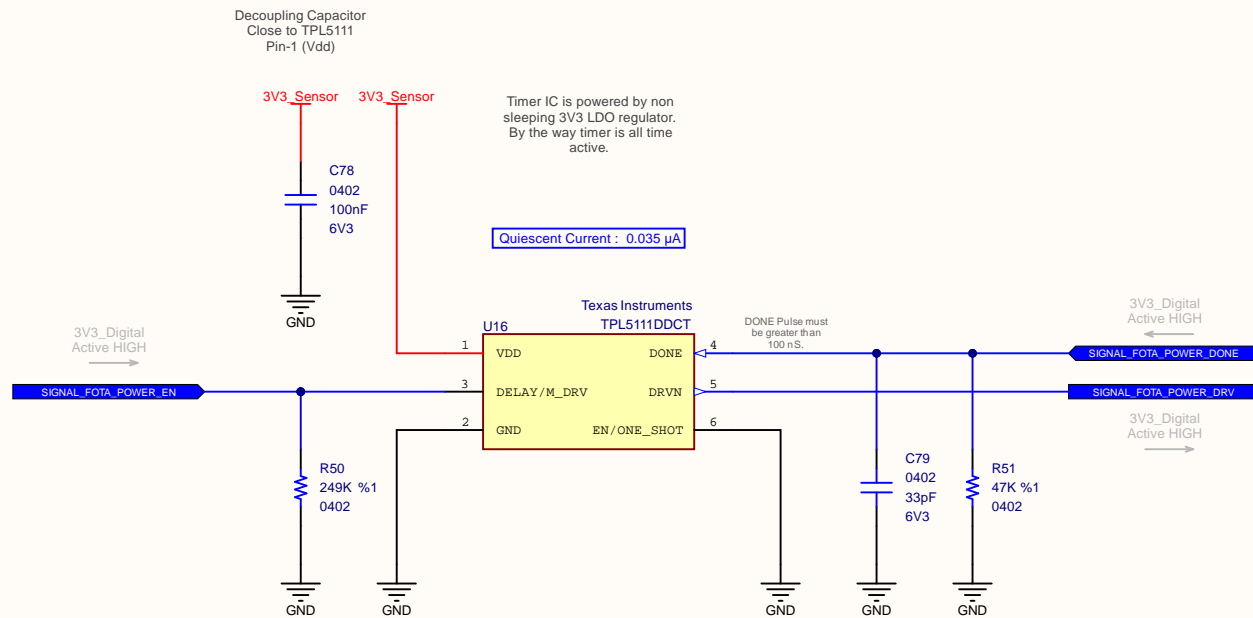 Decoupling Capacitor
Close to TPL5111
Pin-1 (Vdd)
3V3_Sensor
3V3_Sensor
Timer IC is powered by non
sleeping 3V3 LDO regulator.
By the way timer is all time
active.
C78
0402
100nF
6V3
GND
Quiescent Current : 0.035 µA
Texas Instruments
TPL5111DDCT
U16
DONE Pulse must
be greater than
100 nS.
3V3_Digital
Active HIGH
SIGNAL_FOTA_POWER_EN
1
VDD
3
DELAY/M_DRV
2
GND
DONE
4
DRVN
5
EN/ONE_SHOT
6
3V3_Digital
Active HIGH
SIGNAL_FOTA_POWER_DONE
SIGNAL_FOTA_POWER_DRV
3V3_Digital
Active HIGH
R50
249K %1
0402
C79
0402
33pF
6V3
R51
47K %1
0402
GND
GND
GND
GND
GND